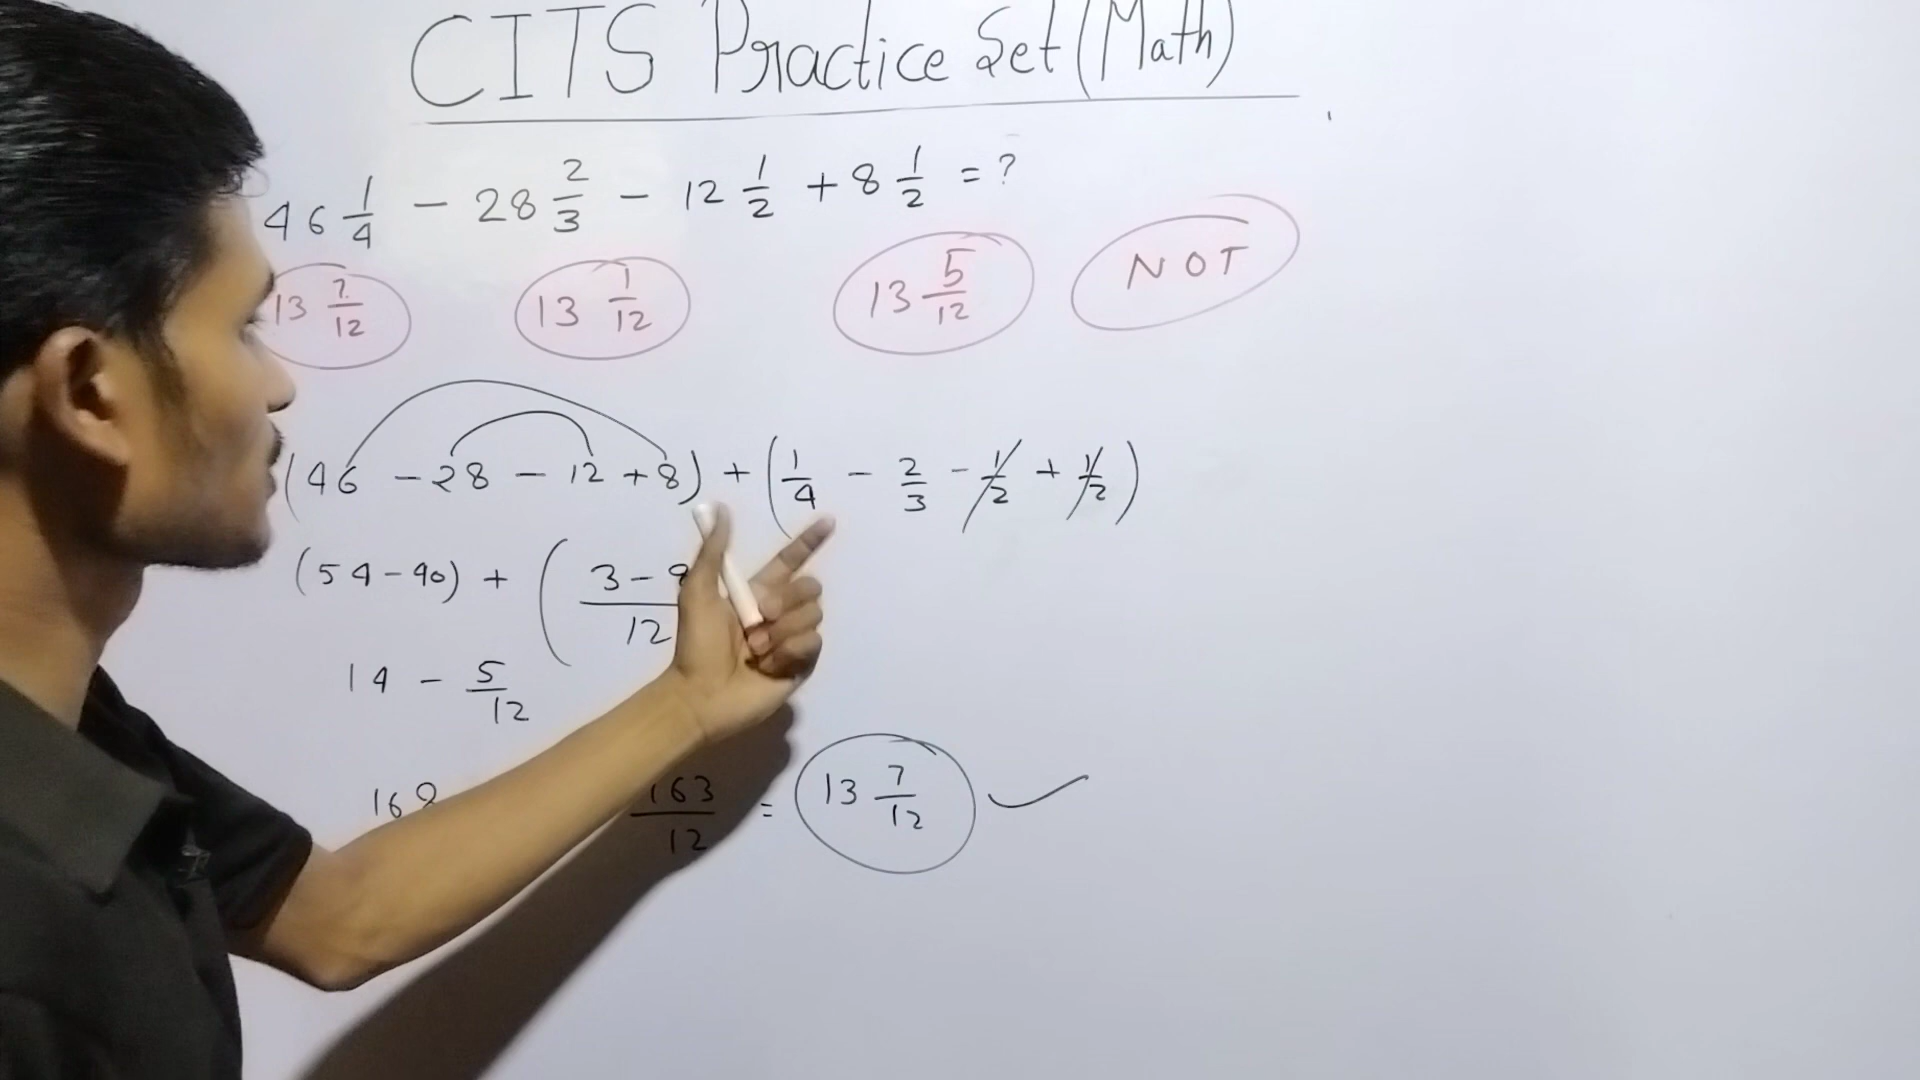 CITS Practice Set (Math)
46 1/4 - 28 2/3 - 12 1/2 + 8 1/2 = ?
13 7/12 13 1/12 13 5/12 NOT
(46 - 28 - 12 + 8) + (1/4 - 2/3 - 1/2 + 1/2)
(54 - 40) + (3 - 8/12
14 - 5/12
168 163/12 = 13 7/12 ✓